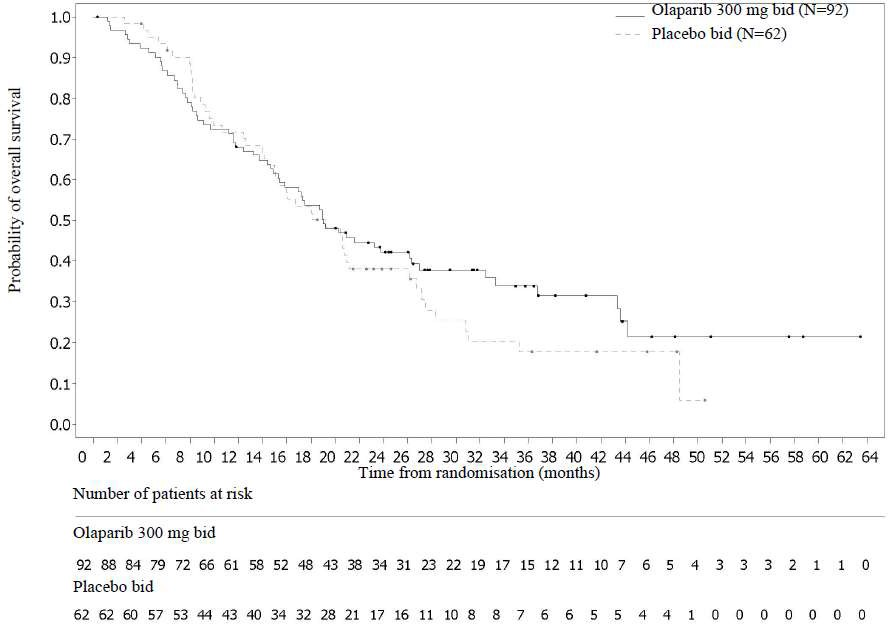 Olaparib 300 mg bid (N=92)
Placebo bid (N=62)
Probability of overall survival
1.0
0.9
0.8
0.7
0.6
0.5
0.4
0.3
0.2
0.1
0.0
0 2 4 6 8 10 12 14 16 18 20 22 24 26 28 30 32 34 36 38 40 42 44 46 48 50 52 54 56 58 60 62 64
Time from randomisation (months)
Number of patients at risk
Olaparib 300 mg bid
92 88 84 79 72 66 61 58 52 48 43 38 34 31 23 22 19 17 15 12 11 10 7 6 5 4 3 3 3 2 1 1 0
Placebo bid
62 62 60 57 53 44 43 40 34 32 28 21 17 16 11 10 8 8 7 6 6 5 5 4 4 1 0 0 0 0 0 0 0